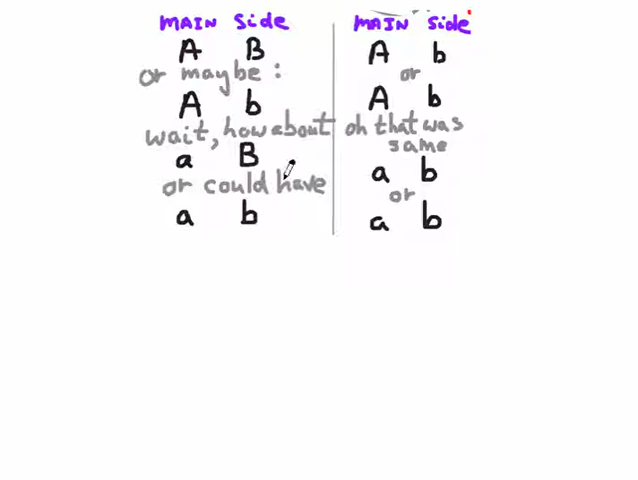 MAIN Side
A B
or maybe :
A b
wait, how about
a B
or could have
a b
MAIN Side
A b
or
A b
oh that was
same
a b
or
a b